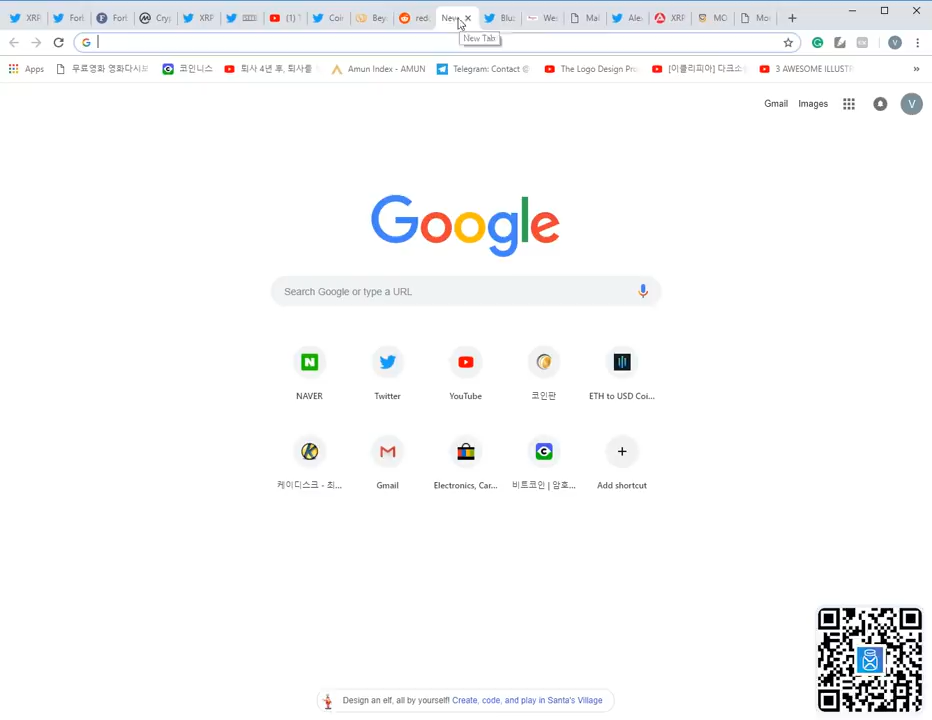 XRP
For
For
Cry
XRP
(1) 1
Coi
Bey
red
New
Blu
We
Mal
Ale
XRP
MC
Mo
New Tab
Apps
무료영화 영화다시보
코인니스
퇴사 4년 후, 퇴사를
Amun Index - AMUN
Telegram: Contact @
The Logo Design Pro
[이클리피아] 다크소
3 AWESOME ILLUST
Gmail
Images
V
Google
Search Google or type a URL
NAVER
Twitter
YouTube
코인판
ETH to USD Coi...
케이디스크 - 최...
Gmail
Electronics, Car...
비트코인 | 암호...
Add shortcut
Design an elf, all by yourself! Create, code, and play in Santa's Village